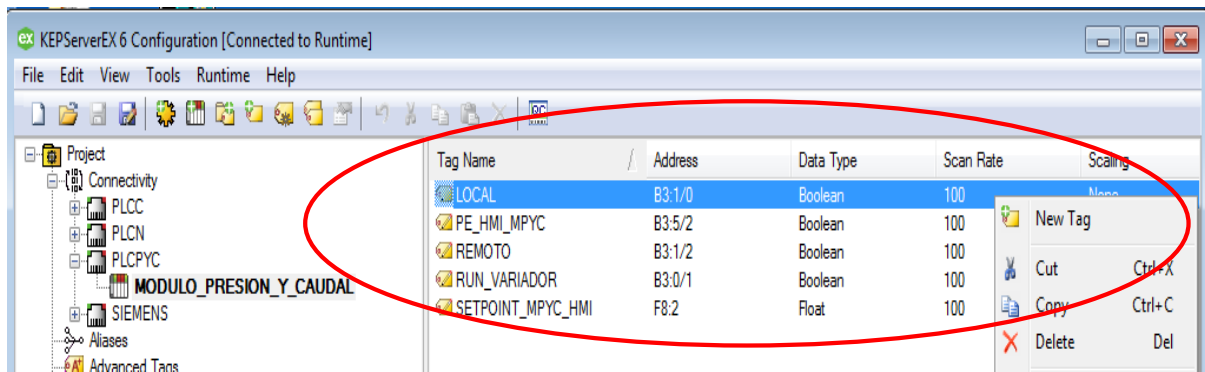 KEPServerEX 6 Configuration [Connected to Runtime]
File Edit View Tools Runtime Help
Project
Connectivity
PLCC
PLCN
PLCPYC
MODULO_PRESION_Y_CAUDAL
SIEMENS
Aliases
Advanced Tags
Tag Name Address Data Type Scan Rate Scaling
LOCAL B3:1/0 Boolean 100 None
PE_HMI_MPYC B3:5/2 Boolean 100
REMOTO B3:1/2 Boolean 100
RUN_VARIADOR B3:0/1 Boolean 100
SETPOINT_MPYC_HMI F8:2 Float 100
New Tag
Cut Ctrl+X
Copy Ctrl+C
Delete Del